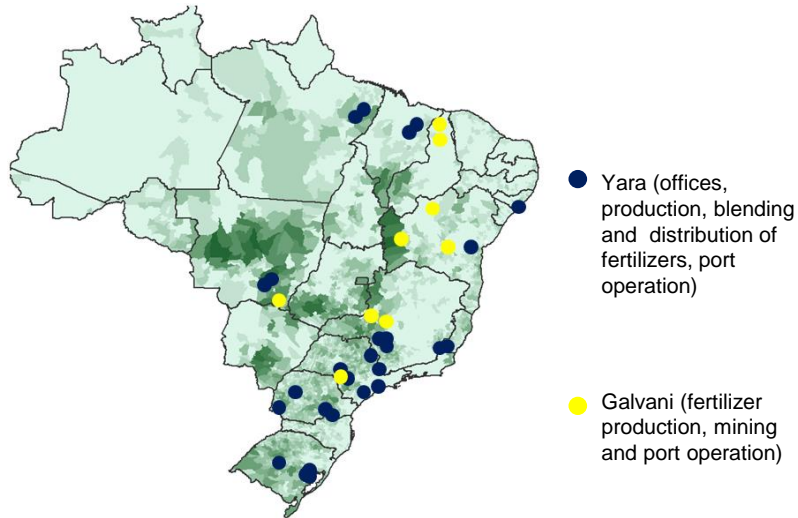 Yara (offices,
production, blending
and distribution of
fertilizers, port
operation)
Galvani (fertilizer
production, mining
and port operation)